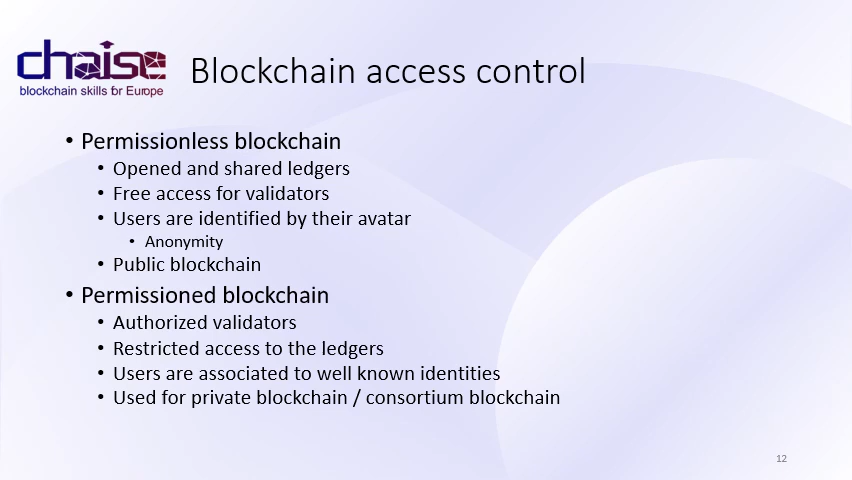 chaise
blockchain skills for Europe
Blockchain access control
• Permissionless blockchain
• Opened and shared ledgers
• Free access for validators
• Users are identified by their avatar
• Anonymity
• Public blockchain
• Permissioned blockchain
• Authorized validators
• Restricted access to the ledgers
• Users are associated to well known identities
• Used for private blockchain / consortium blockchain
12